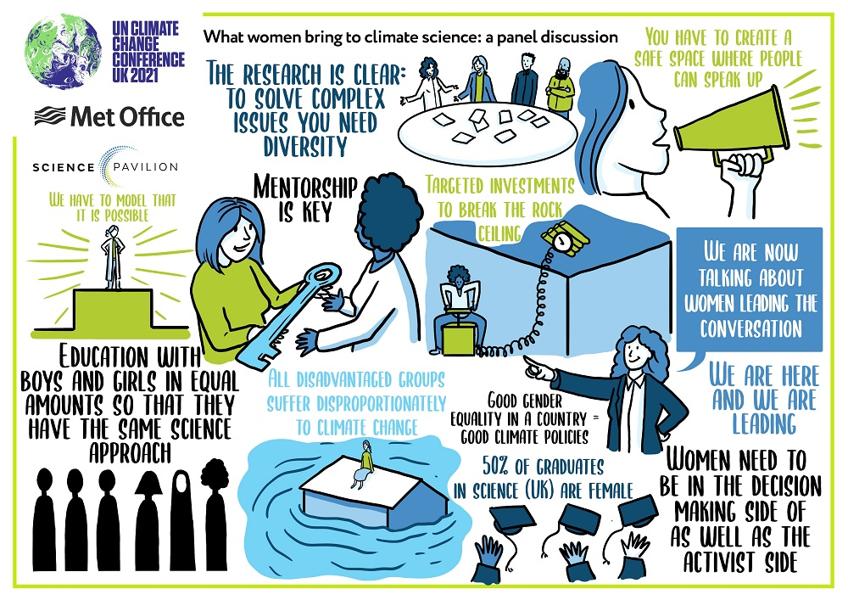 UN CLIMATE
CHANGE
CONFERENCE
UK 2021
Met Office
SCIENCE PAVILION
What women bring to climate science: a panel discussion
THE RESEARCH IS CLEAR:
TO SOLVE COMPLEX
ISSUES YOU NEED
DIVERSITY
YOU HAVE TO CREATE A
SAFE SPACE WHERE PEOPLE
CAN SPEAK UP
WE HAVE TO MODEL THAT
IT IS POSSIBLE
MENTORSHIP
IS KEY
TARGETED INVESTMENTS
TO BREAK THE ROCK
CEILING
WE ARE NOW
TALKING ABOUT
WOMEN LEADING THE
CONVERSATION
EDUCATION WITH
BOYS AND GIRLS IN EQUAL
AMOUNTS SO THAT THEY
HAVE THE SAME SCIENCE
APPROACH
ALL DISADVANTAGED GROUPS
SUFFER DISPROPORTIONATELY
TO CLIMATE CHANGE
GOOD GENDER
EQUALITY IN A COUNTRY =
GOOD CLIMATE POLICIES
WE ARE HERE
AND WE ARE
LEADING
50% OF GRADUATES
IN SCIENCE (UK) ARE FEMALE
WOMEN NEED TO
BE IN THE DECISION
MAKING SIDE OF
AS WELL AS THE
ACTIVIST SIDE